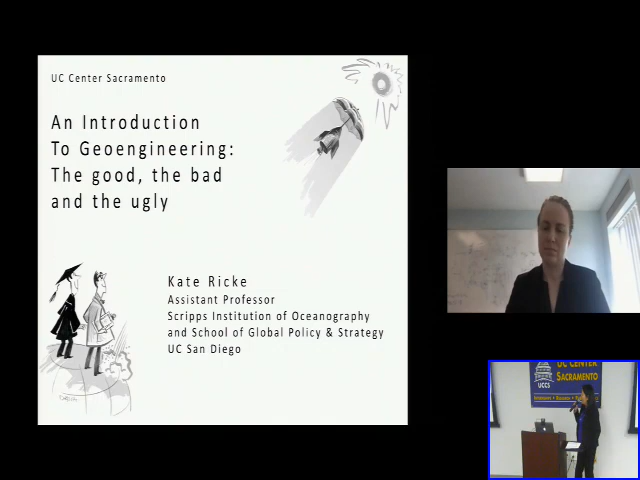 UC Center Sacramento
An Introduction
To Geoengineering:
The good, the bad
and the ugly
Kate Ricke
Assistant Professor
Scripps Institution of Oceanography
and School of Global Policy & Strategy
UC San Diego
UC CENTER
SACRAMENTO
UCCS